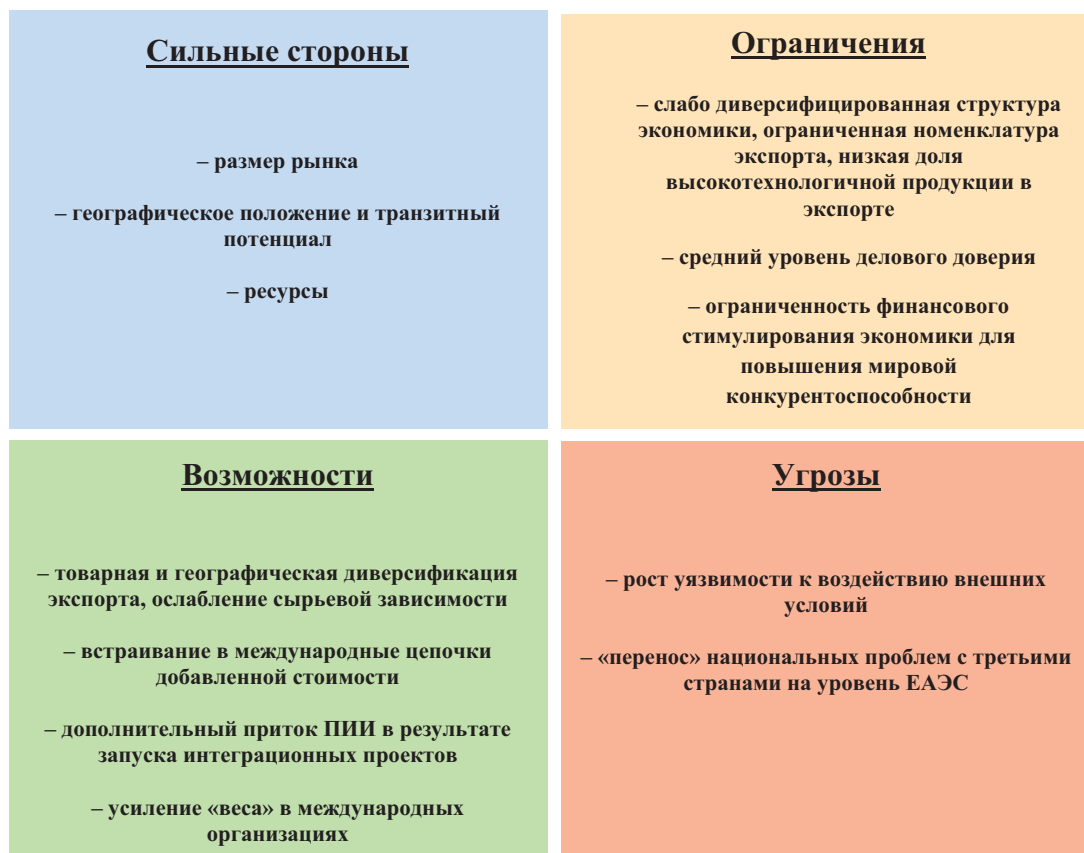 Сильные стороны
– размер рынка
– географическое положение и транзитный
потенциал
– ресурсы
Ограничения
– слабо диверсифицированная структура
экономики, ограниченная номенклатура
экспорта, низкая доля
высокотехнологичной продукции в
экспорте
– средний уровень делового доверия
– ограниченность финансового
стимулирования экономики для
повышения мировой
конкурентоспособности
Возможности
– товарная и географическая диверсификация
экспорта, ослабление сырьевой зависимости
– встраивание в международные цепочки
добавленной стоимости
– дополнительный приток ПИИ в результате
запуска интеграционных проектов
– усиление «веса» в международных
организациях
Угрозы
– рост уязвимости к воздействию внешних
условий
– «перенос» национальных проблем с третьими
странами на уровень ЕАЭС